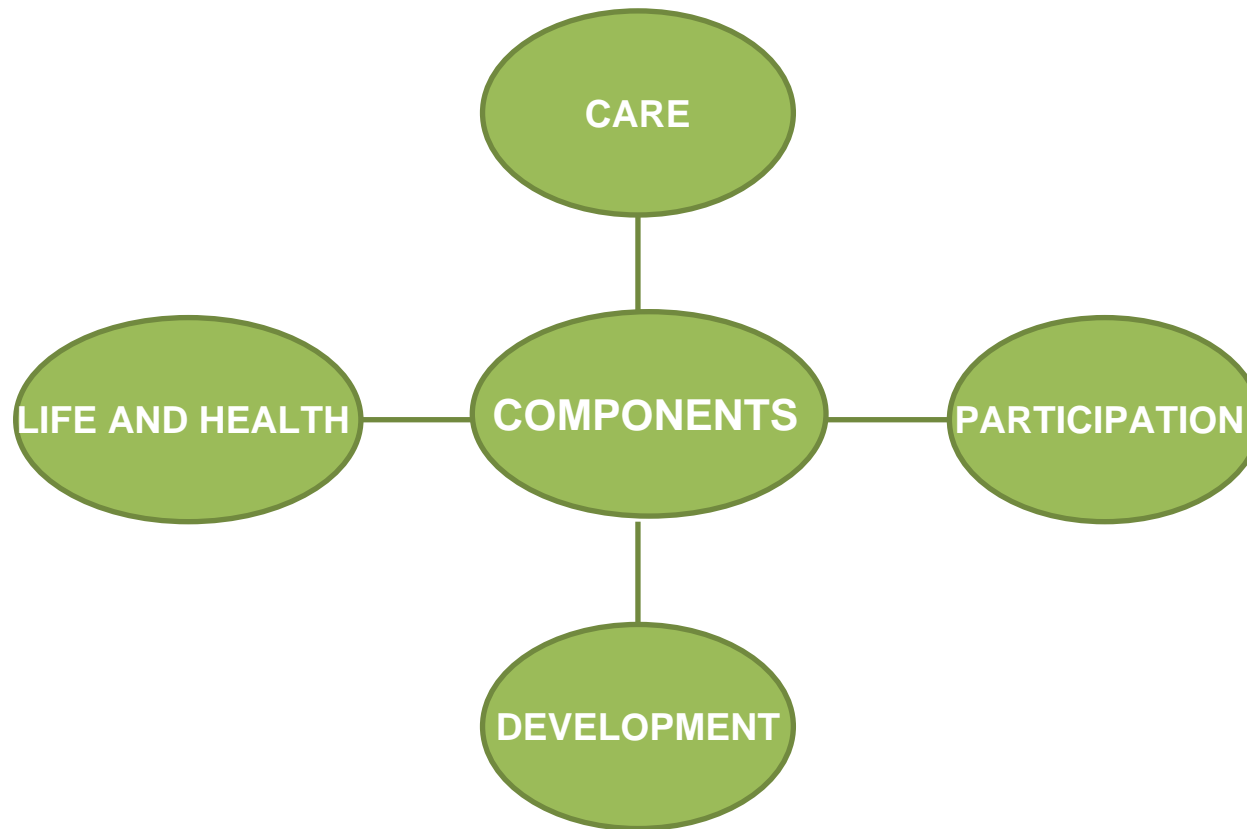 CARE
LIFE AND HEALTH
COMPONENTS
PARTICIPATION
DEVELOPMENT